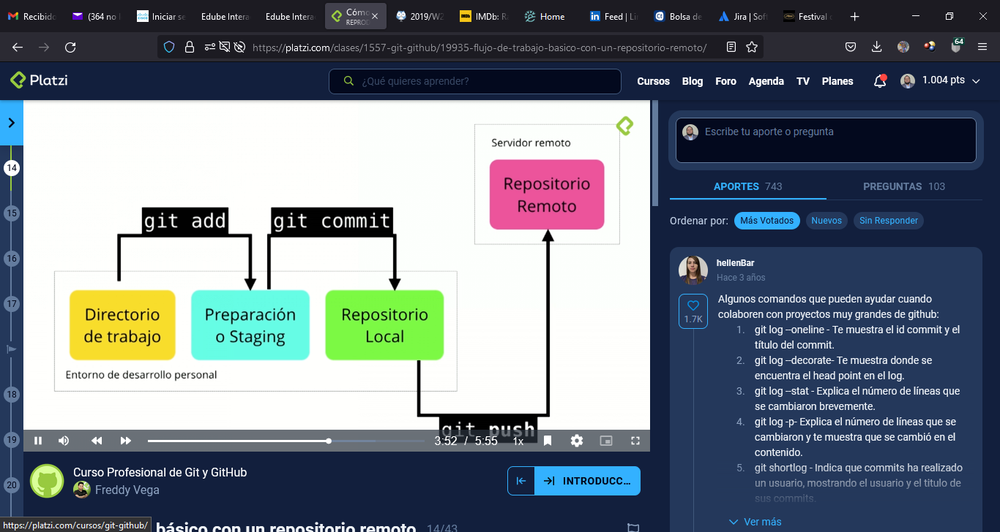 Recibido
(364 no l
Iniciar se
Edube Intera
Edube Intera
Cómo
REPROD
2019/W2
IMDb: Ra
Home
Feed | Lin
Bolsa de
Jira | Soft
Festival d
https://platzi.com/clases/1557-git-github/19935-flujo-de-trabajo-basico-con-un-repositorio-remoto/
64
Platzi
¿Qué quieres aprender?
Cursos
Blog
Foro
Agenda
TV
Planes
1.004 pts
14
15
16
17
18
19
20
Servidor remoto
Repositorio
Remoto
git add
git commit
Directorio
de trabajo
Preparación
o Staging
Repositorio
Local
Entorno de desarrollo personal
git push
3:52 / 5:55
1x
Curso Profesional de Git y GitHub
Freddy Vega
INTRODUCC...
https://platzi.com/cursos/git-github/
básico con un repositorio remoto
14/43
Escribe tu aporte o pregunta
APORTES 743
PREGUNTAS 103
Ordenar por:
Más Votados
Nuevos
Sin Responder
hellenBar
Hace 3 años
1.7K
Algunos comandos que pueden ayudar cuando
colaboren con proyectos muy grandes de github:
1. git log --oneline - Te muestra el id commit y el
título del commit.
2. git log --decorate- Te muestra donde se
encuentra el head point en el log.
3. git log --stat - Explica el número de líneas que
se cambiaron brevemente.
4. git log -p- Explica el número de líneas que se
cambiaron y te muestra que se cambió en el
contenido.
5. git shortlog - Indica que commits ha realizado
un usuario, mostrando el usuario y el titulo de
sus commits.
Ver más